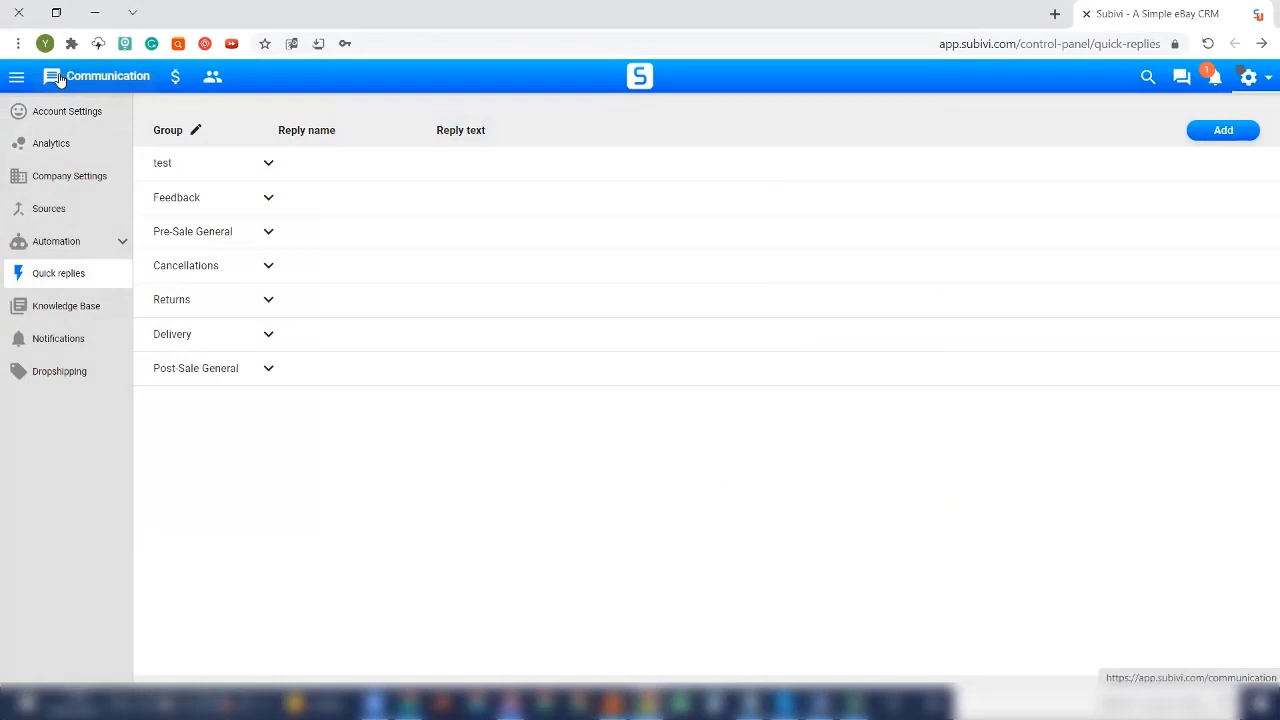 Subivi - A Simple eBay CRM
app.subivi.com/control-panel/quick-replies
Y
Communication
$
S
1
Account Settings
Analytics
Company Settings
Sources
Automation
Quick replies
Knowledge Base
Notifications
Dropshipping
Group Reply name Reply text Add
test
Feedback
Pre-Sale General
Cancellations
Returns
Delivery
Post-Sale General
https://app.subivi.com/communication